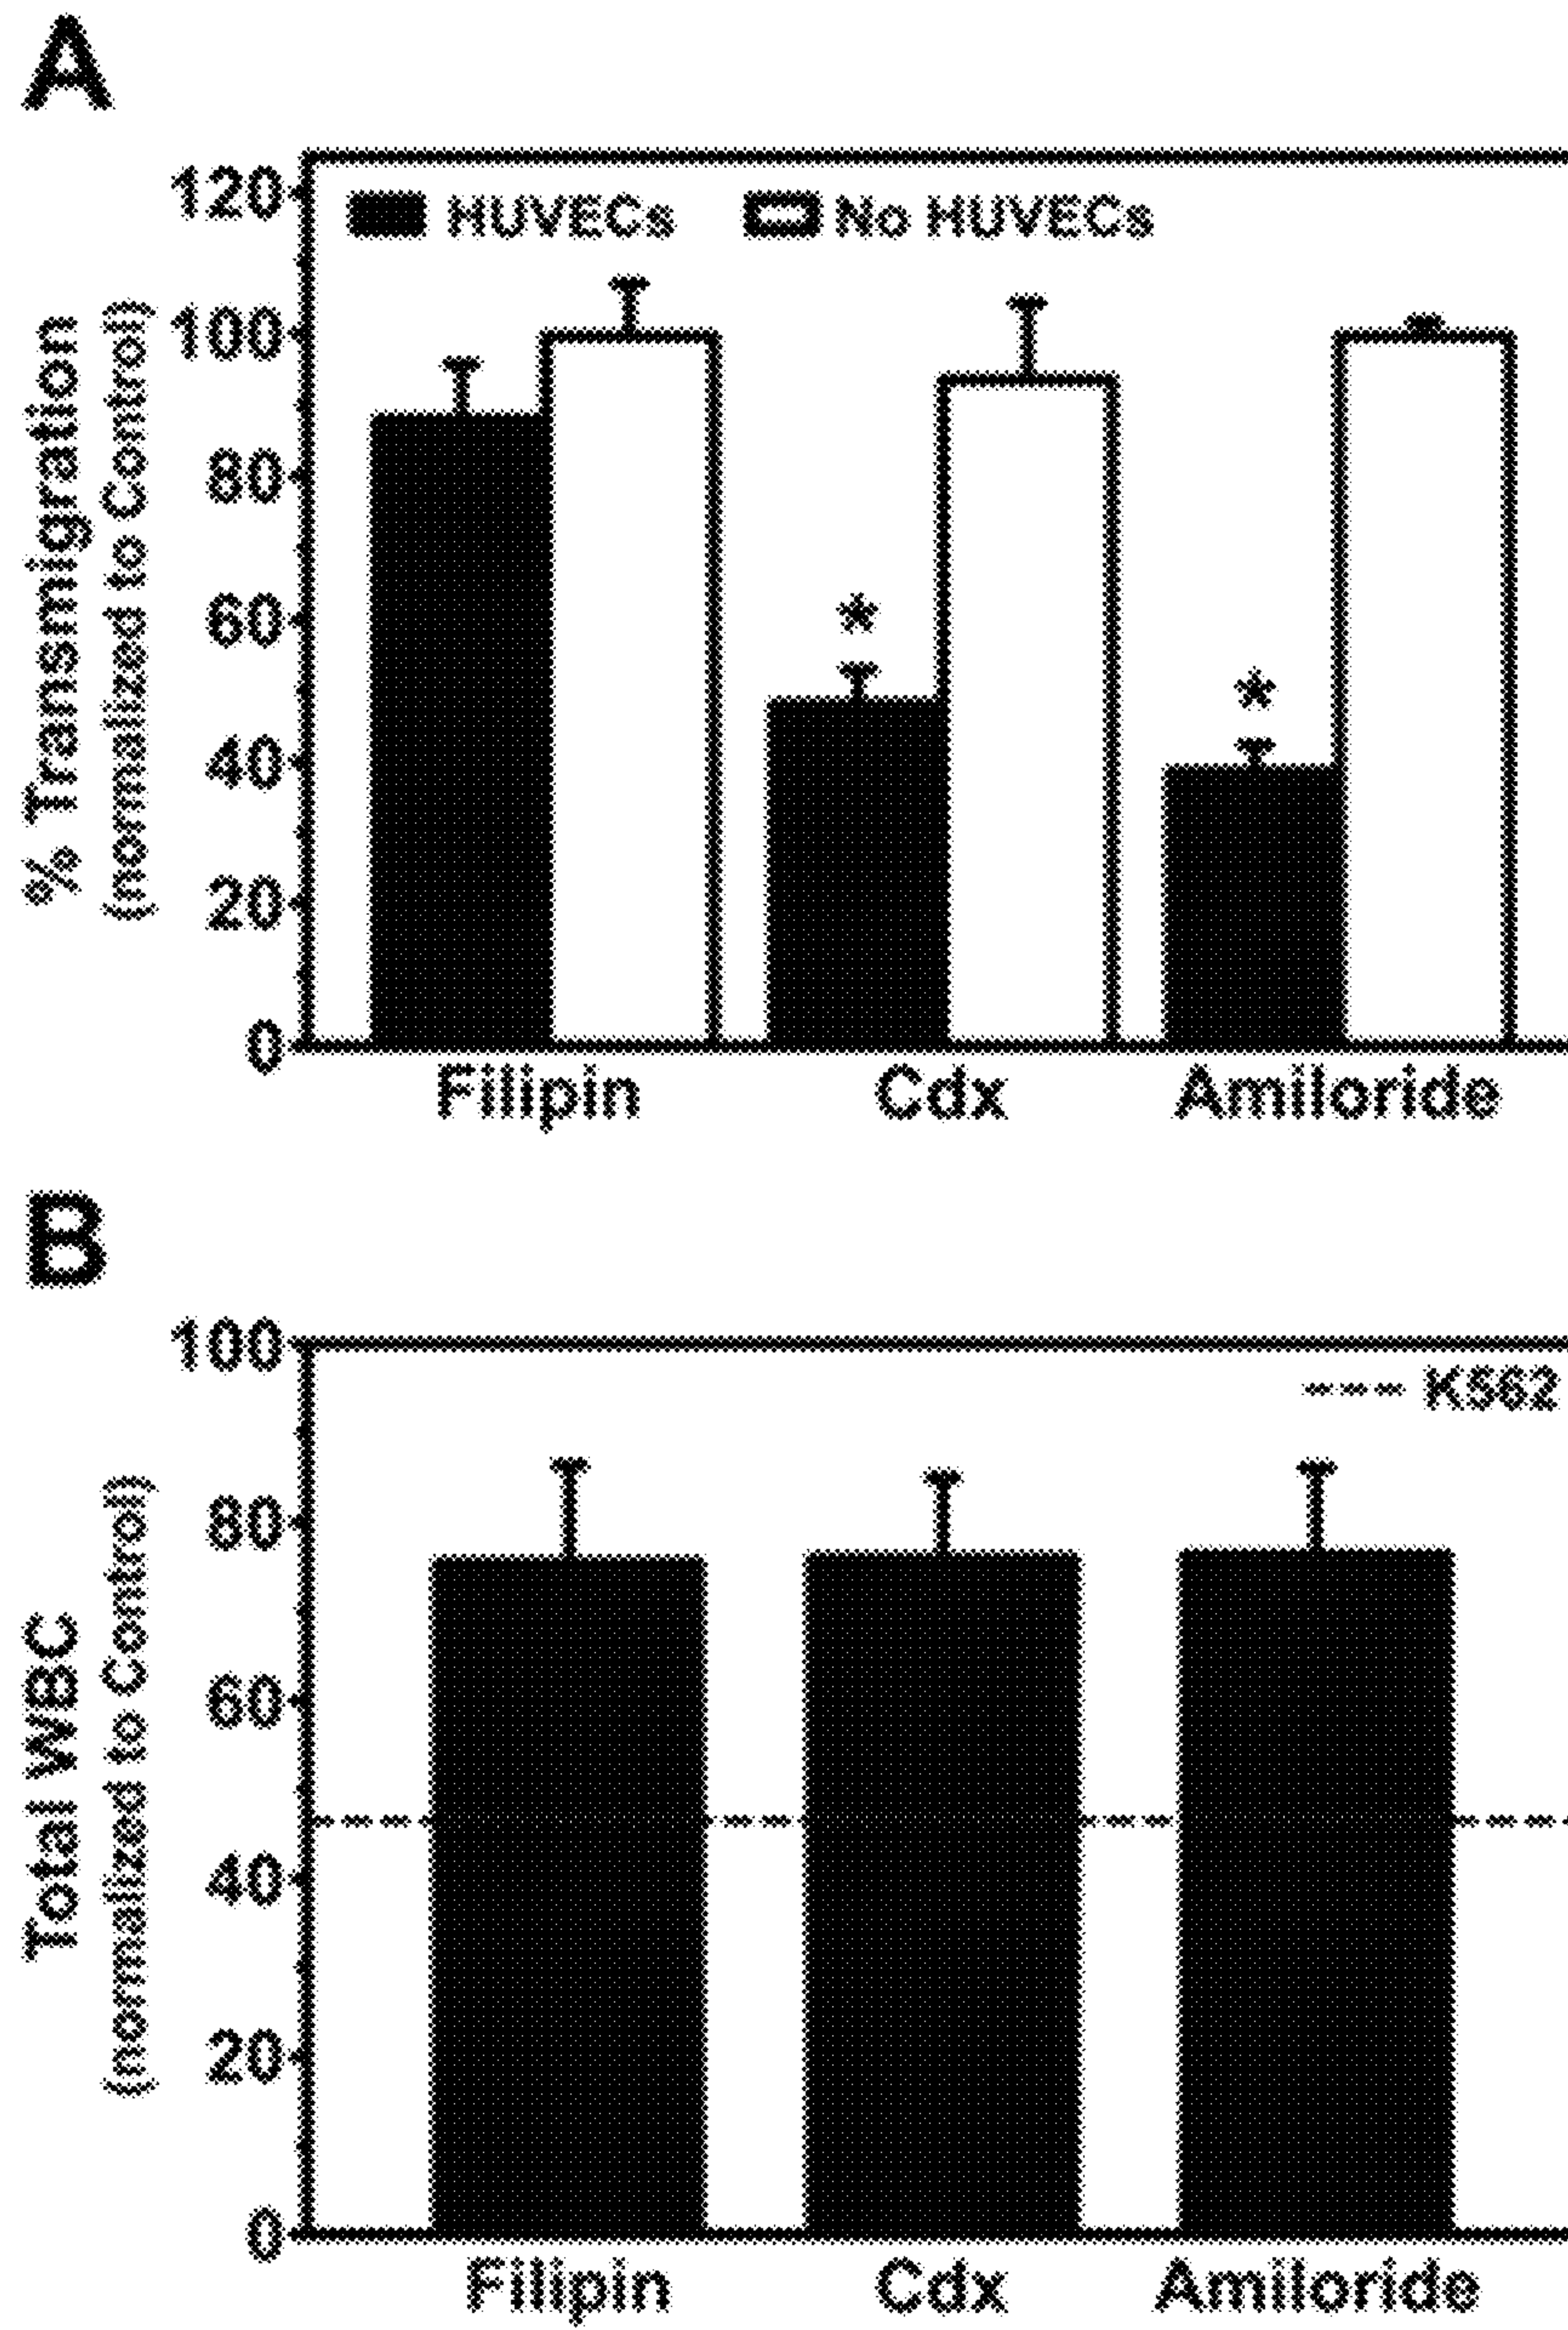 A
120
100
80
60
40
20
0
% Transmigration
(normalized to Control)
HUVECs
No HUVECs
*
*
Filipin
Cdx
Amiloride
B
100
80
60
40
20
0
Total WBC
(normalized to Control)
--- K562
Filipin
Cdx
Amiloride